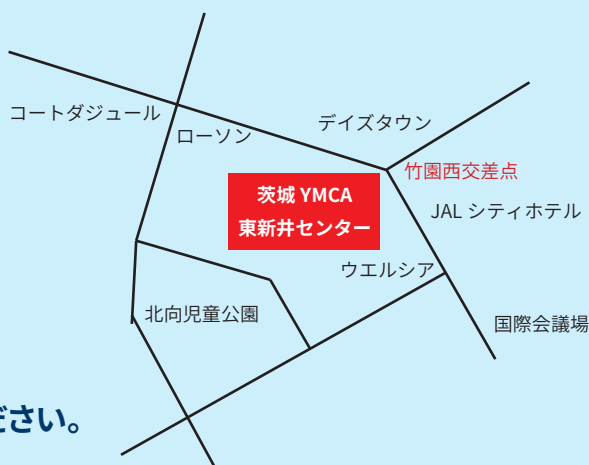 コートダジュール
ローソン
デイズタウン
竹園西交差点
茨城 YMCA
東新井センター
JAL シティホテル
ウエルシア
北向児童公園
国際会議場
ださい。